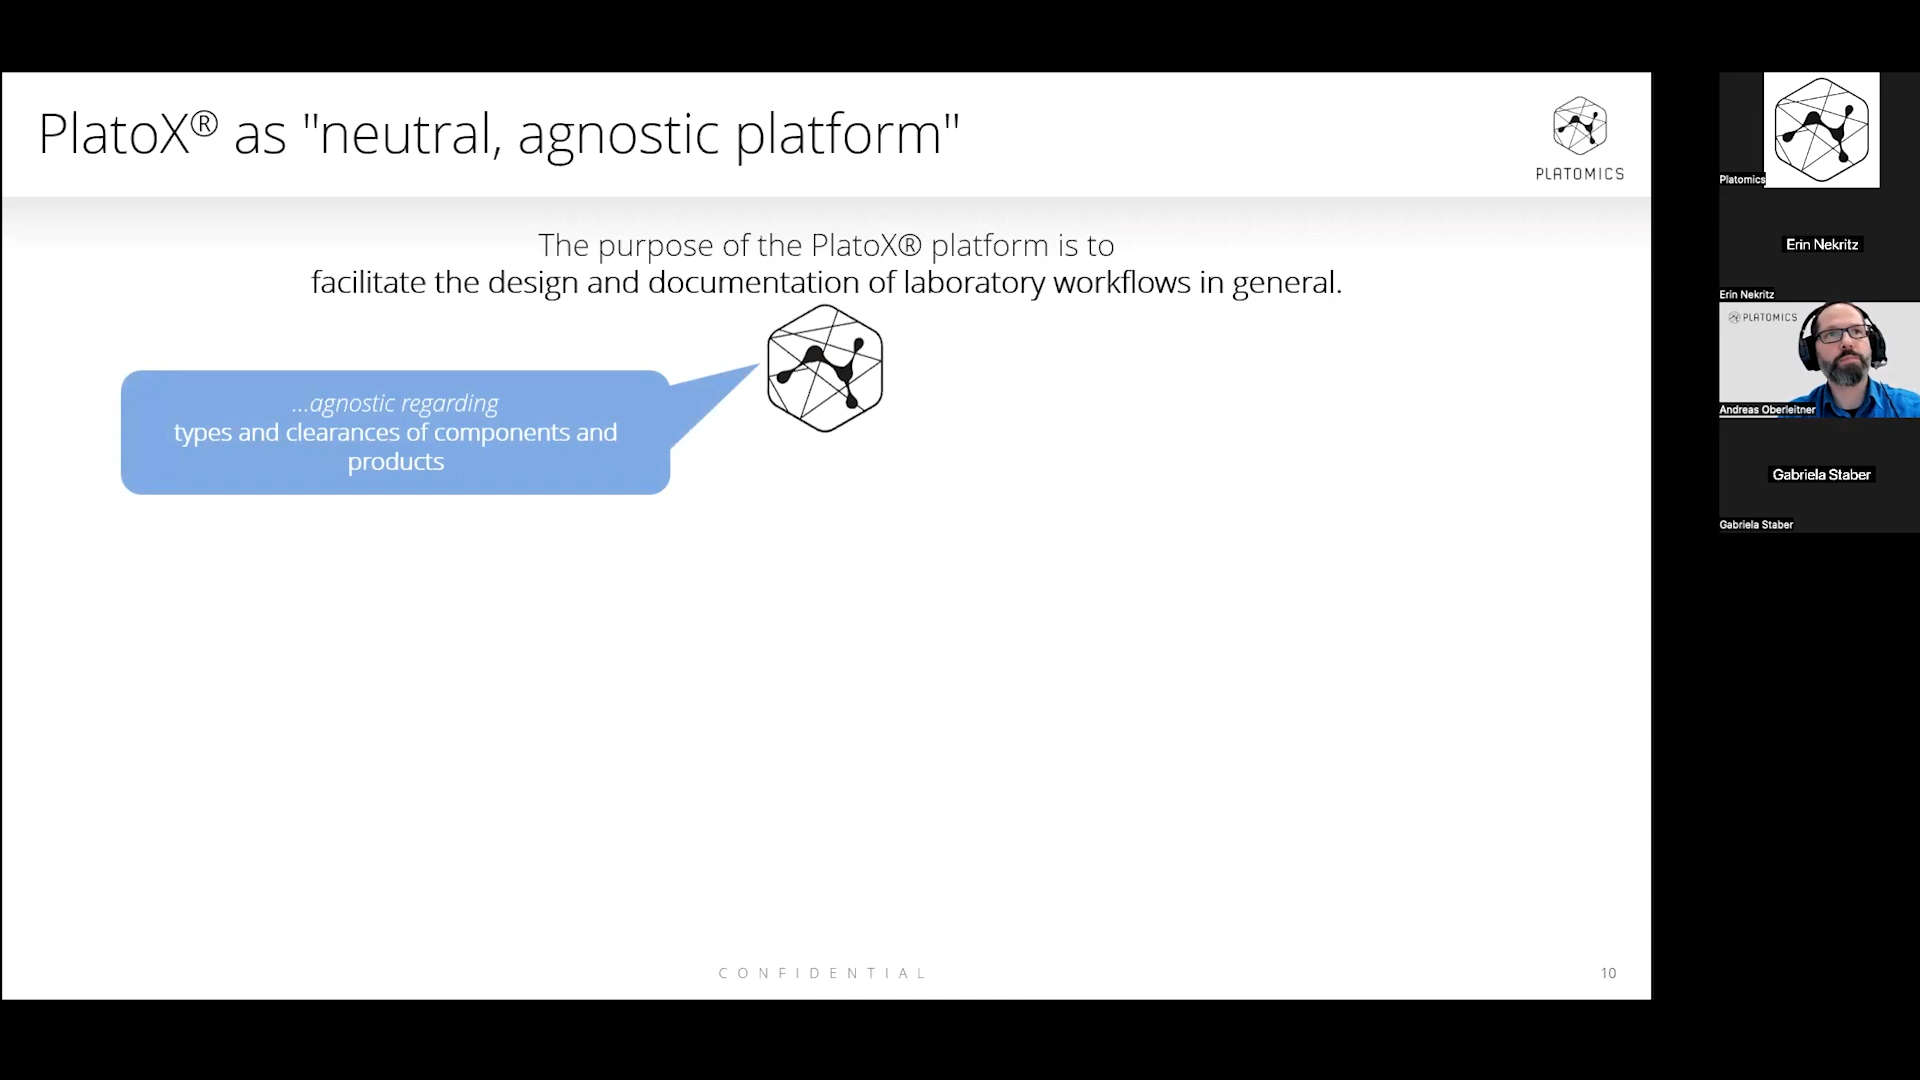 PlatoX® as "neutral, agnostic platform"
PLATOMICS
The purpose of the PlatoX® platform is to
facilitate the design and documentation of laboratory workflows in general.
...agnostic regarding
types and clearances of components and
products
CONFIDENTIAL
10
Platomics
Erin Nekritz
Erin Nekritz
PLATOMICS
Andreas Oberleitner
Gabriela Staber
Gabriela Staber